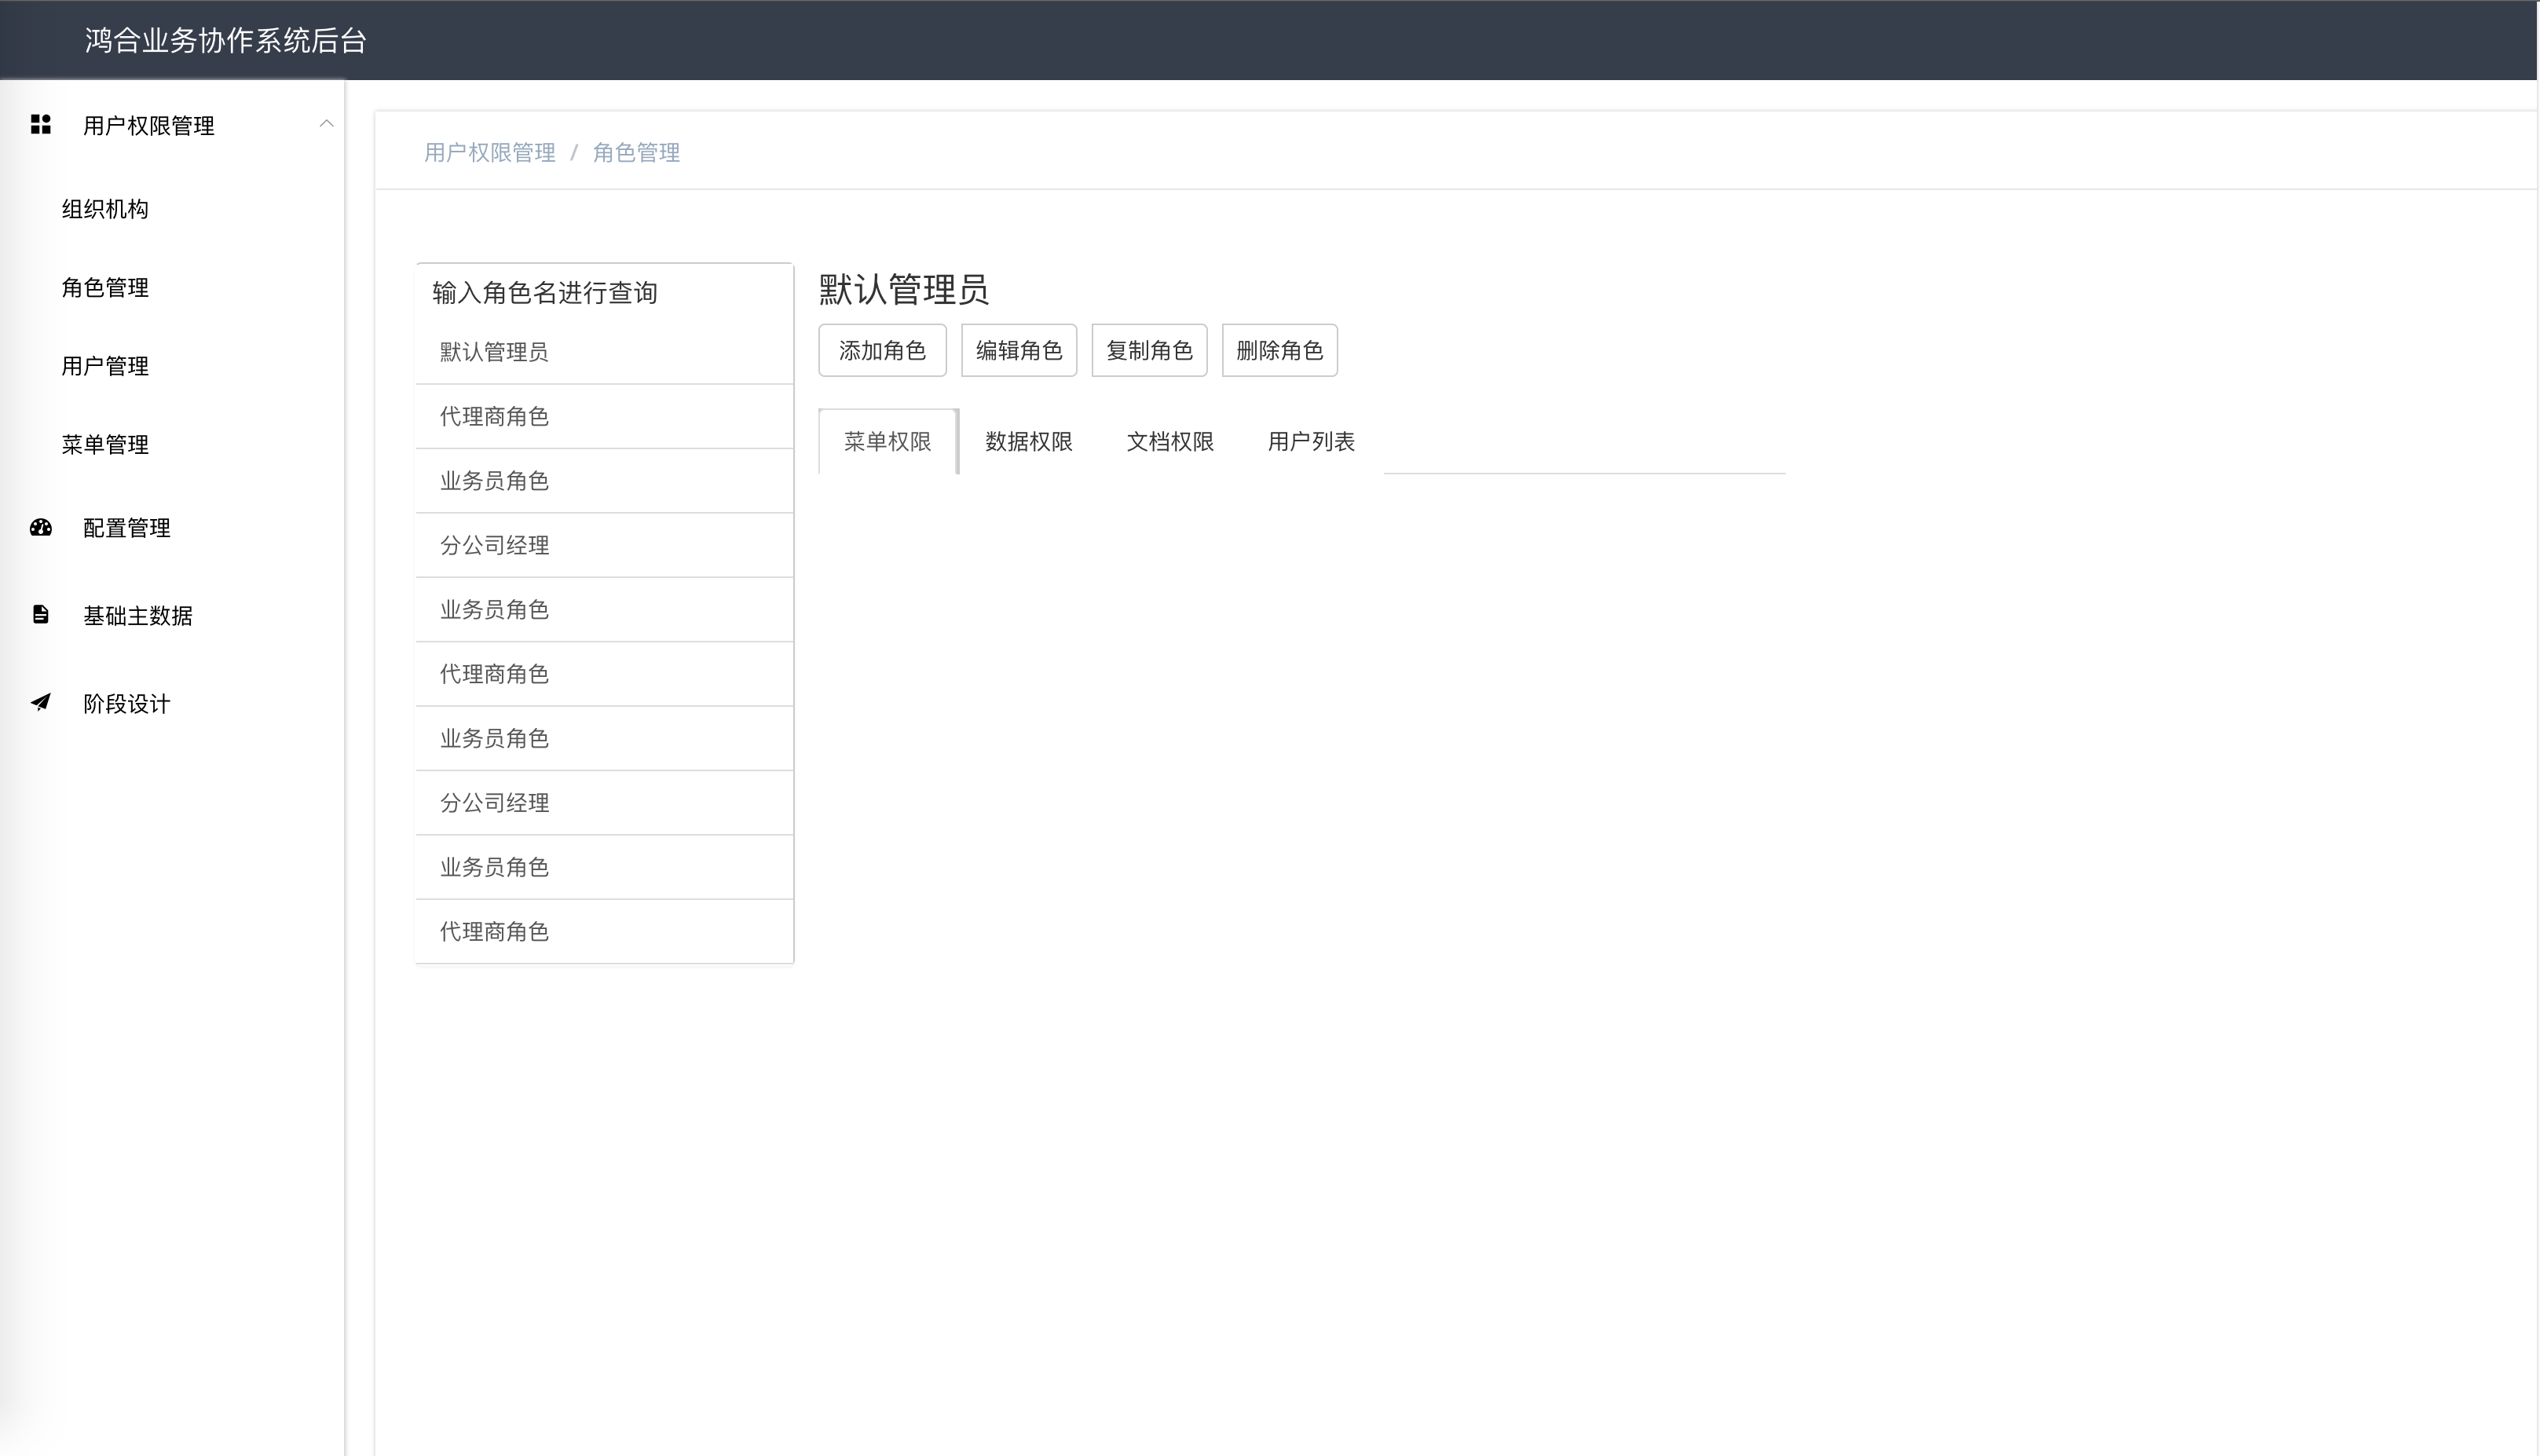 鸿合业务协作系统后台
用户权限管理
组织机构
角色管理
用户管理
菜单管理
配置管理
基础主数据
阶段设计
用户权限管理 / 角色管理
输入角色名进行查询
默认管理员
代理商角色
业务员角色
分公司经理
业务员角色
代理商角色
业务员角色
分公司经理
业务员角色
代理商角色
默认管理员
添加角色 编辑角色 复制角色 删除角色
菜单权限 数据权限 文档权限 用户列表